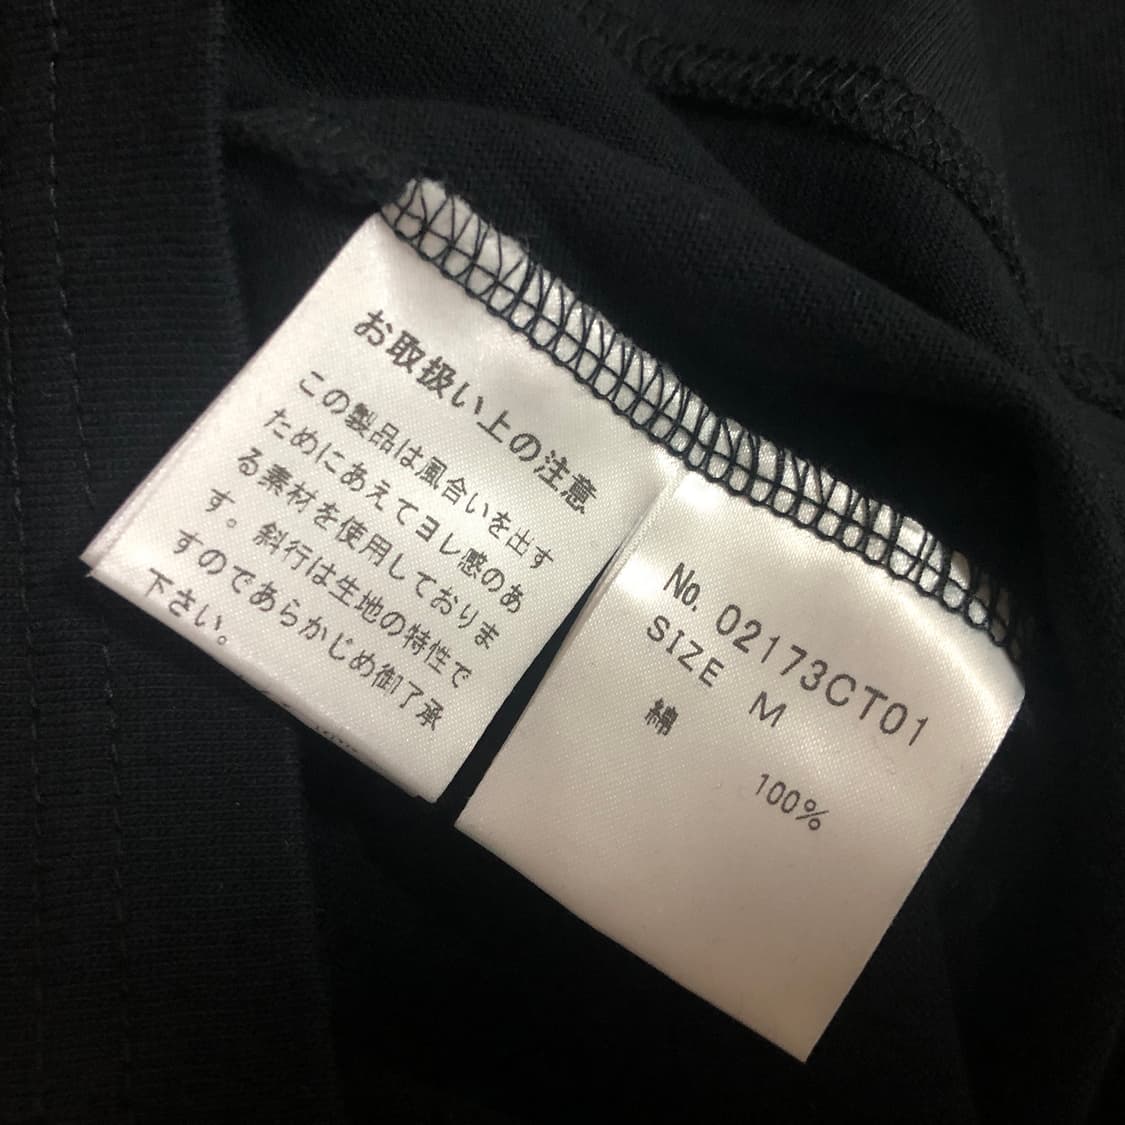 お取扱い上の注意
この製品は風合いを出す
ためにあえてヨレ感のあ
る素材を使用しておりま
す。斜行は生地の特性で
すのであらかじめ御了承
下さい。
No. 02173CT01
SIZE M
綿 100%